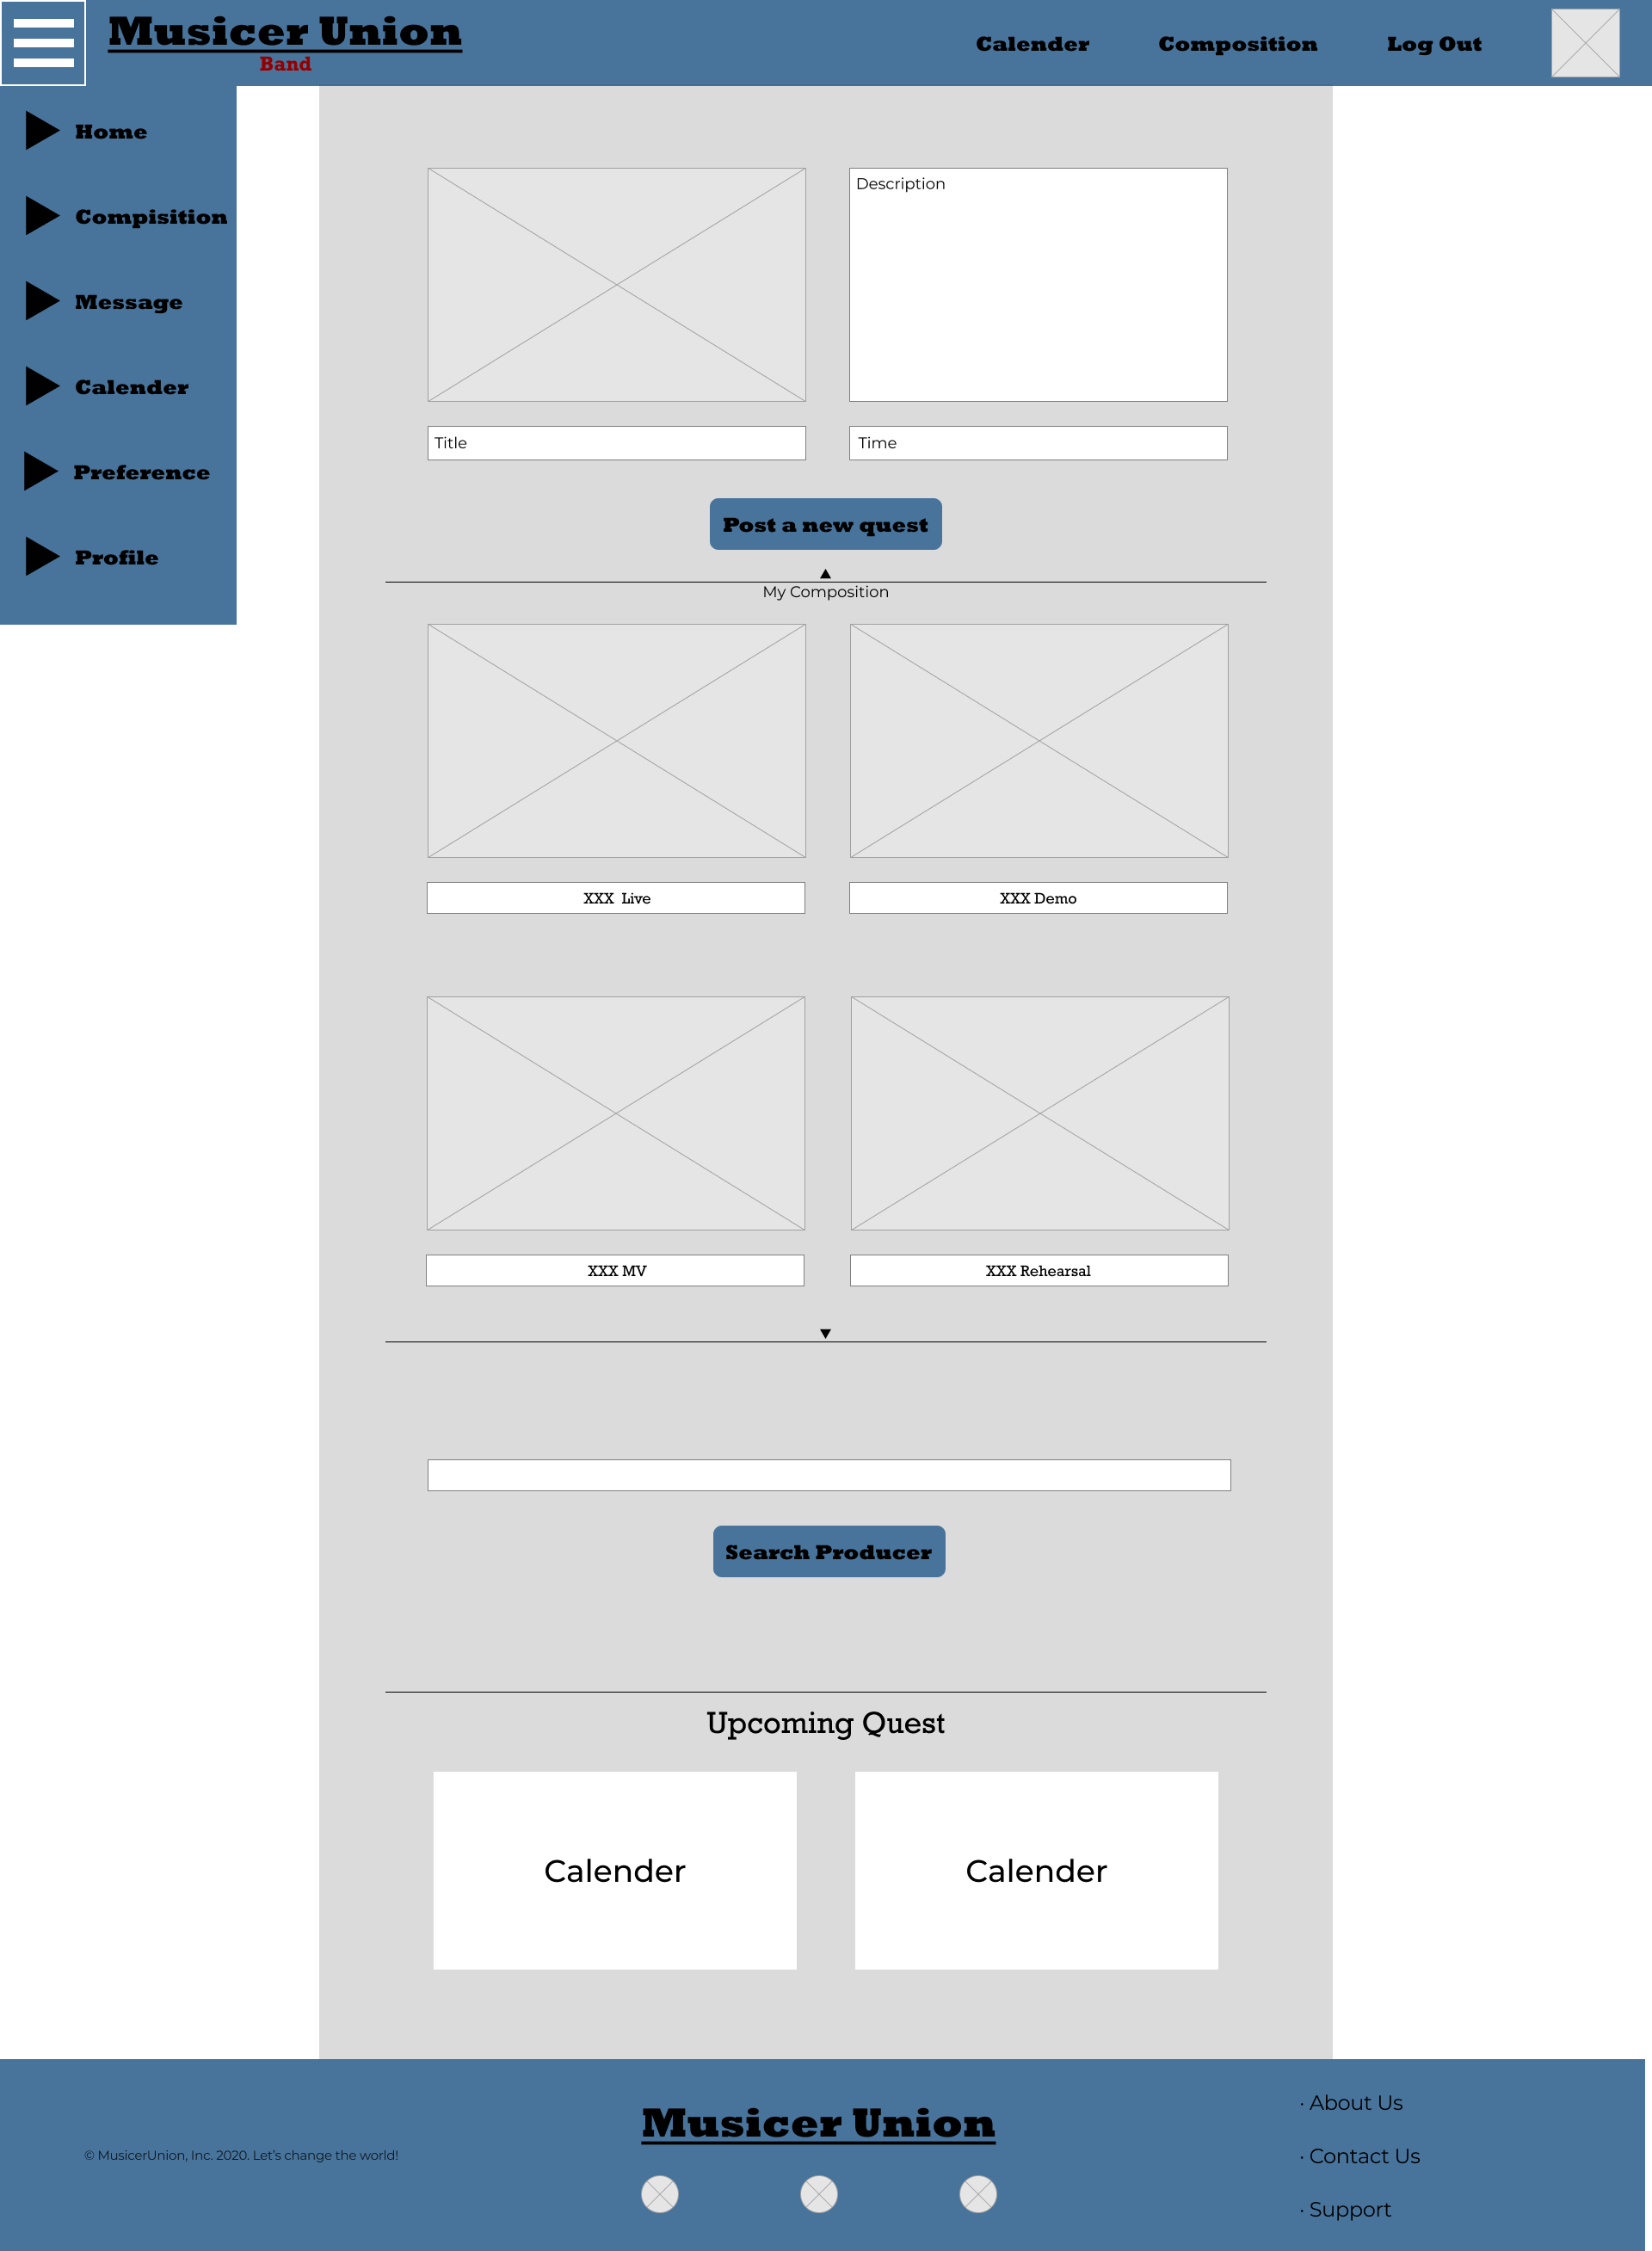 Musicer Union
Band
Calender
Composition
Log Out
Home
Compisition
Message
Calender
Preference
Profile
Description
Title
Time
Post a new quest
My Composition
XXX  Live
XXX Demo
XXX MV
XXX Rehearsal
Search Producer
Upcoming Quest
Calender
Calender
© MusicerUnion, Inc. 2020. Let's change the world!
Musicer Union
· About Us
· Contact Us
· Support